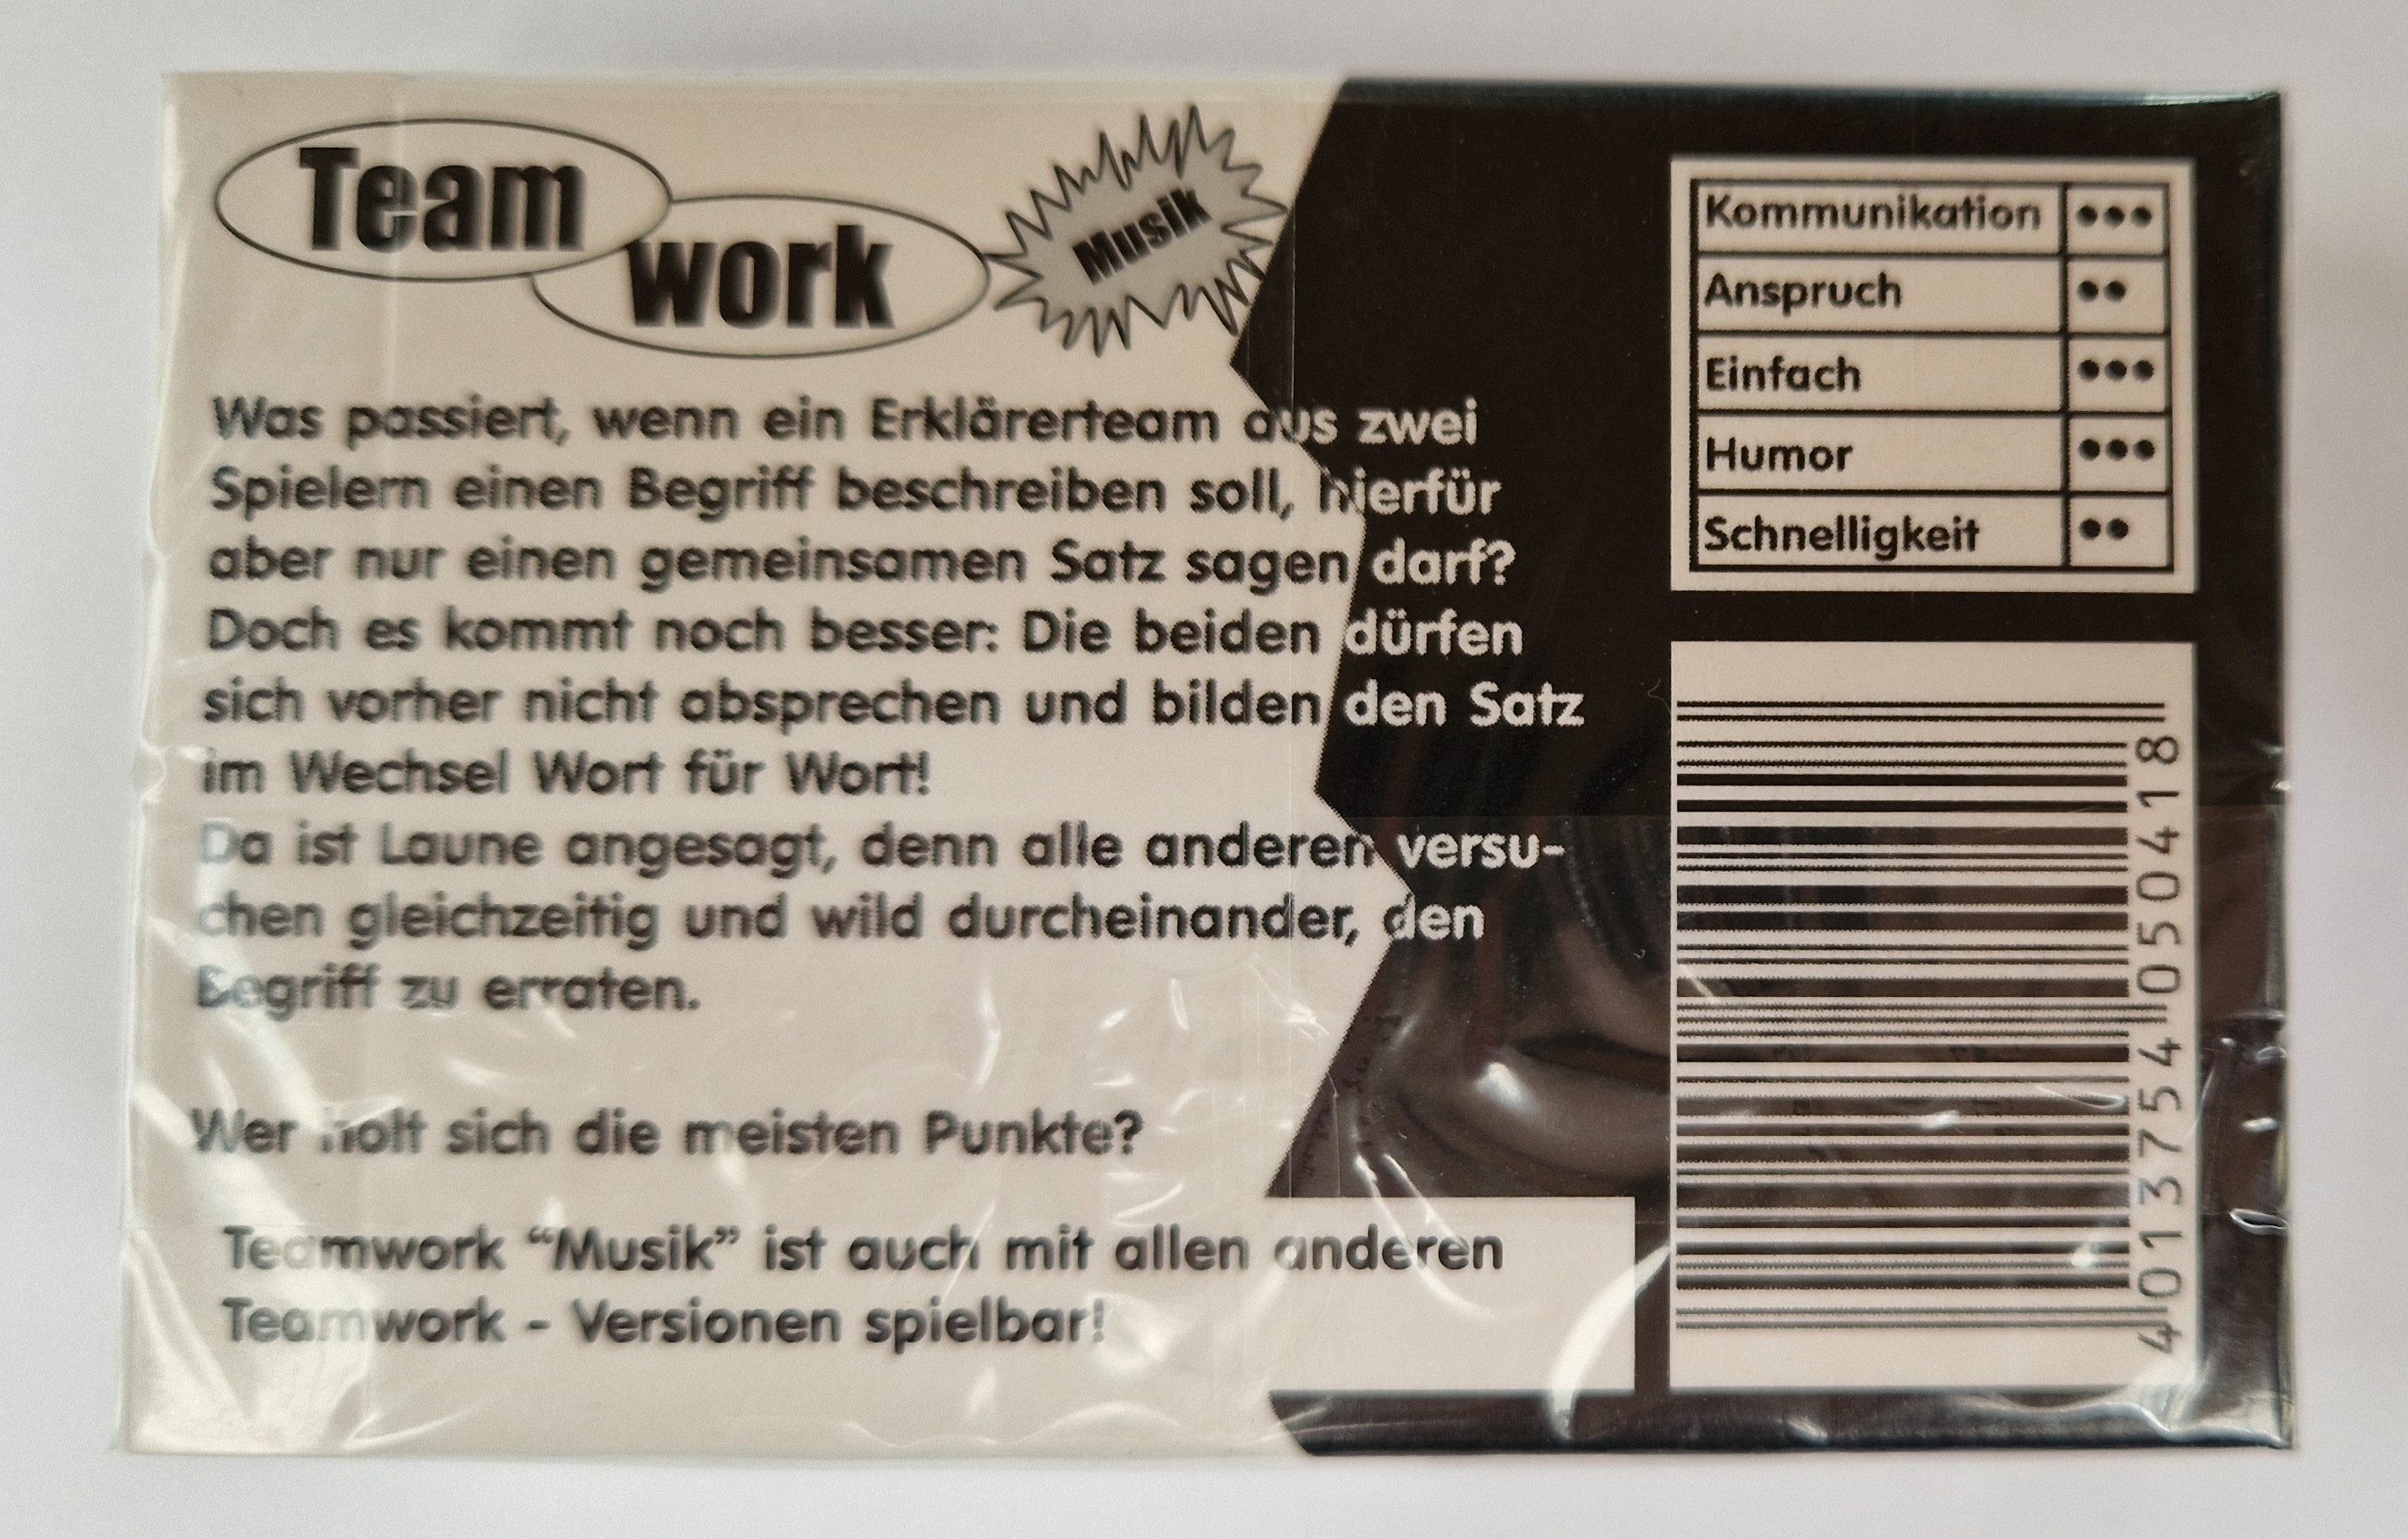 Team
work
Musik
Was passiert, wenn ein Erklärerteam aus zwei
Spielern einen Begriff beschreiben soll, hierfür
aber nur einen gemeinsamen Satz sagen darf?
Doch es kommt noch besser: Die beiden dürfen
sich vorher nicht absprechen und bilden den Satz
im Wechsel Wort für Wort!
Da ist Laune angesagt, denn alle anderen versu-
chen gleichzeitig und wild durcheinander, den
Begriff zu erraten.
Wer holt sich die meisten Punkte?
Teamwork “Musik” ist auch mit allen anderen
Teamwork - Versionen spielbar!
Kommunikation •••
Anspruch ••
Einfach •••
Humor •••
Schnelligkeit ••
4 013754 050418